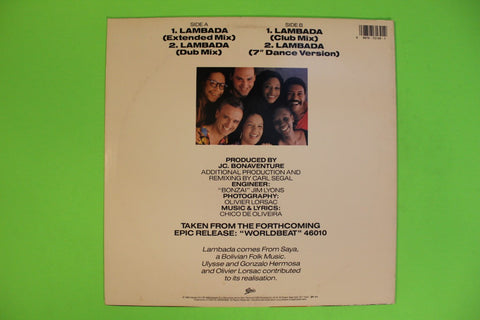 SIDE A
1. LAMBADA
(Extended Mix)
2. LAMBADA
(Dub Mix)
SIDE B
1. LAMBADA
(Club Mix)
2. LAMBADA
(7" Dance Version)
PRODUCED BY
JC. BONAVENTURE
ADDITIONAL PRODUCTION AND
REMIXING BY CARL SEGAL
ENGINEER:
"BONZAI" JIM LYONS
PHOTOGRAPHY:
OLIVIER LORSAC
MUSIC & LYRICS:
CHICO DE OLIVEIRA
TAKEN FROM THE FORTHCOMING
EPIC RELEASE: "WORLDBEAT" 46010
Lambada comes From Saya,
a Bolivian Folk Music.
Ulysse and Gonzalo Hermosa
and Olivier Lorsac contributed
to its realisation.
Epic